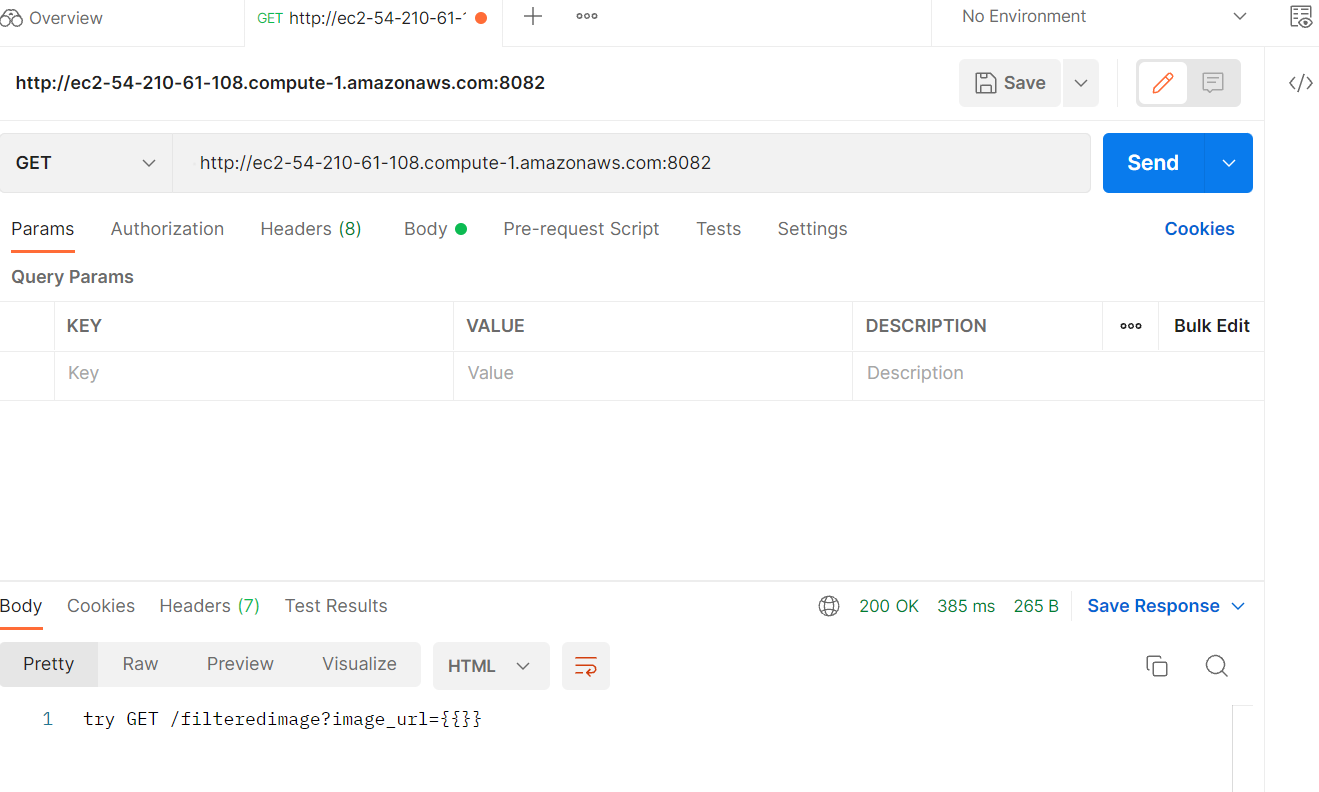 Overview
GET http://ec2-54-210-61-
No Environment
http://ec2-54-210-61-108.compute-1.amazonaws.com:8082
Save
GET
http://ec2-54-210-61-108.compute-1.amazonaws.com:8082
Send
Params Authorization Headers (8) Body Pre-request Script Tests Settings Cookies
Query Params
KEY VALUE DESCRIPTION Bulk Edit
Key Value Description
Body Cookies Headers (7) Test Results 200 OK 385 ms 265 B Save Response
Pretty Raw Preview Visualize HTML
1 try GET /filteredimage?image_url={{}}